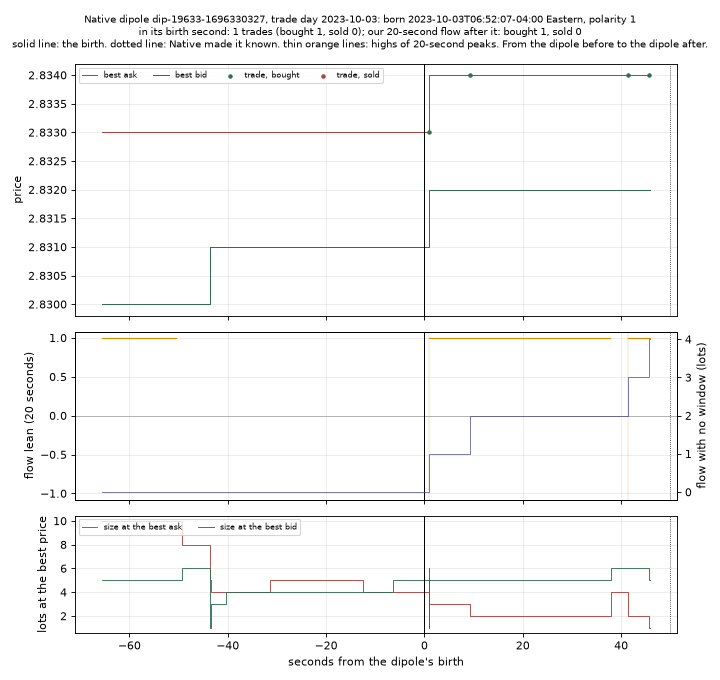 Native dipole dip-19633-1696330327, trade day 2023-10-03: born 2023-10-03T06:52:07-04:00 Eastern, polarity 1
in its birth second: 1 trades (bought 1, sold 0); our 20-second flow after it: bought 1, sold 0
solid line: the birth. dotted line: Native made it known. thin orange lines: highs of 20-second peaks. From the dipole before to the dipole after.
best ask best bid trade, bought trade, sold
2.8340
2.8335
2.8330
2.8325
2.8320
2.8315
2.8310
2.8305
2.8300
price
1.0
0.5
0.0
−0.5
−1.0
flow lean (20 seconds)
4
3
2
1
0
flow with no window (lots)
size at the best ask size at the best bid
10
8
6
4
2
lots at the best price
−60 −40 −20 0 20 40
seconds from the dipole's birth